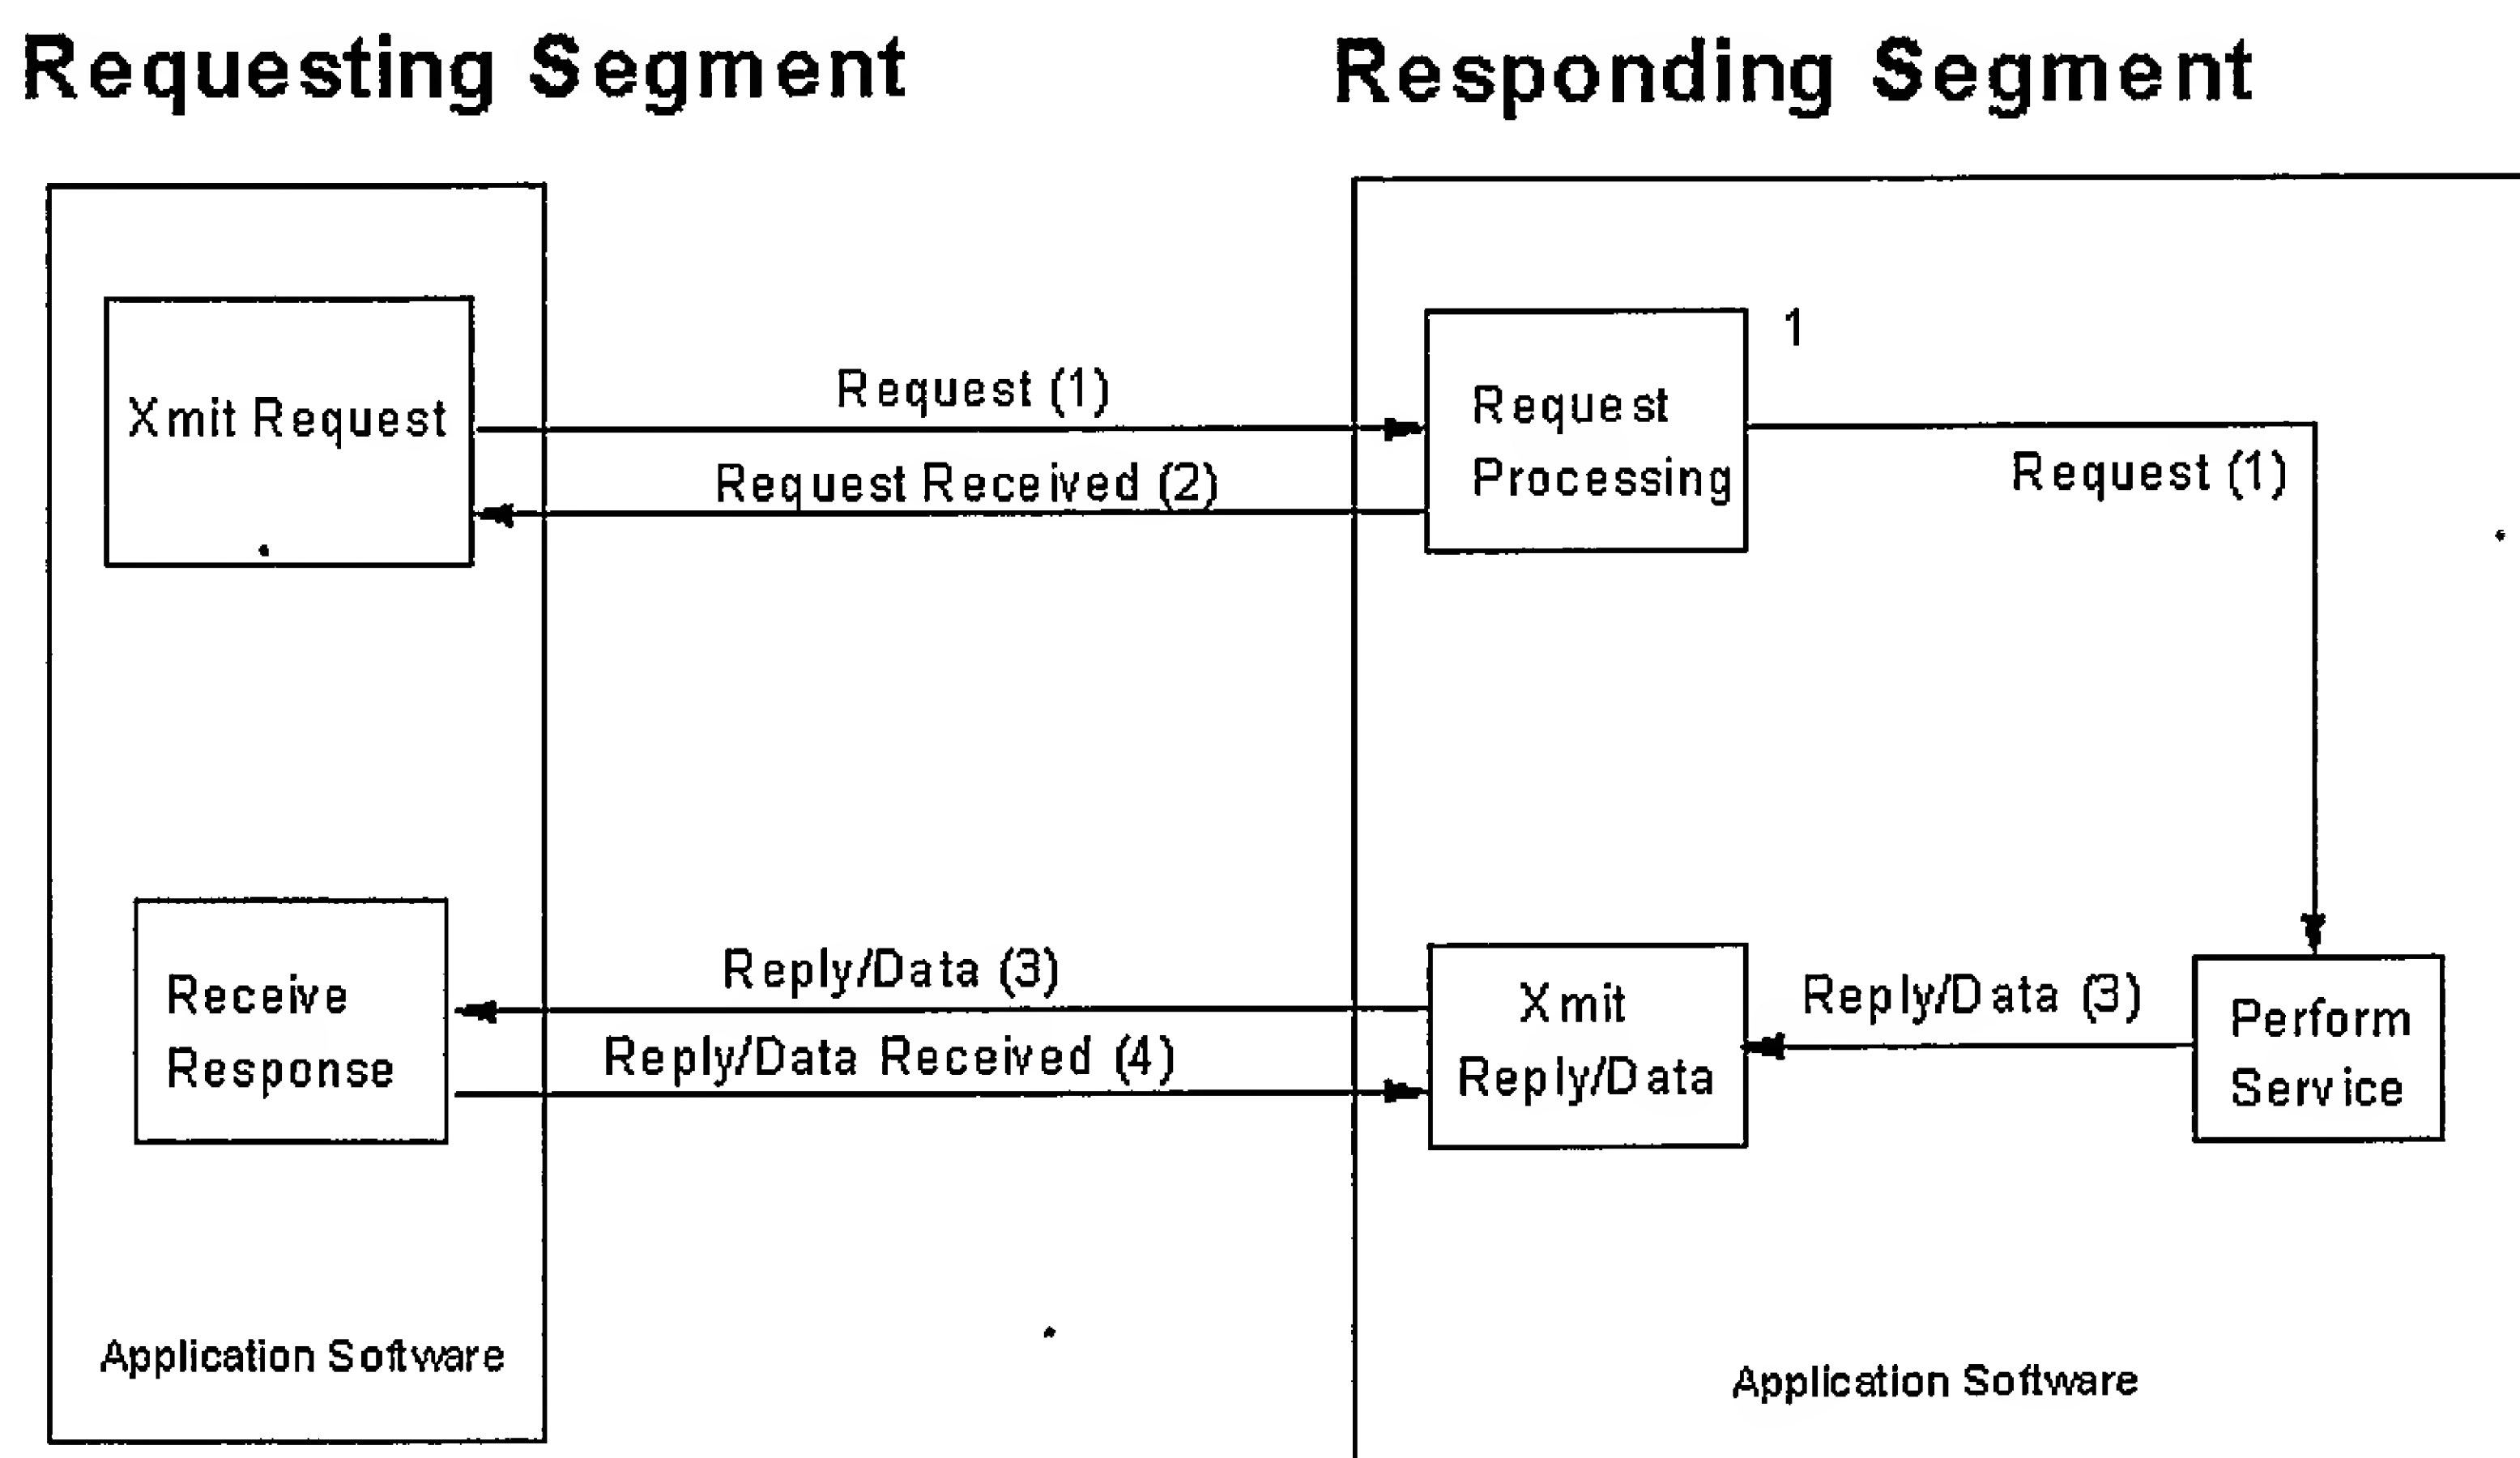 Requesting Segment
Responding Segment
Xmit Request
Request (1)
Request Received (2)
Request
Processing
1
Request (1)
Receive
Response
Reply/Data (3)
Reply/Data Received (4)
Xmit
Reply/Data
Reply/Data (3)
Perform
Service
Application Software
Application Software